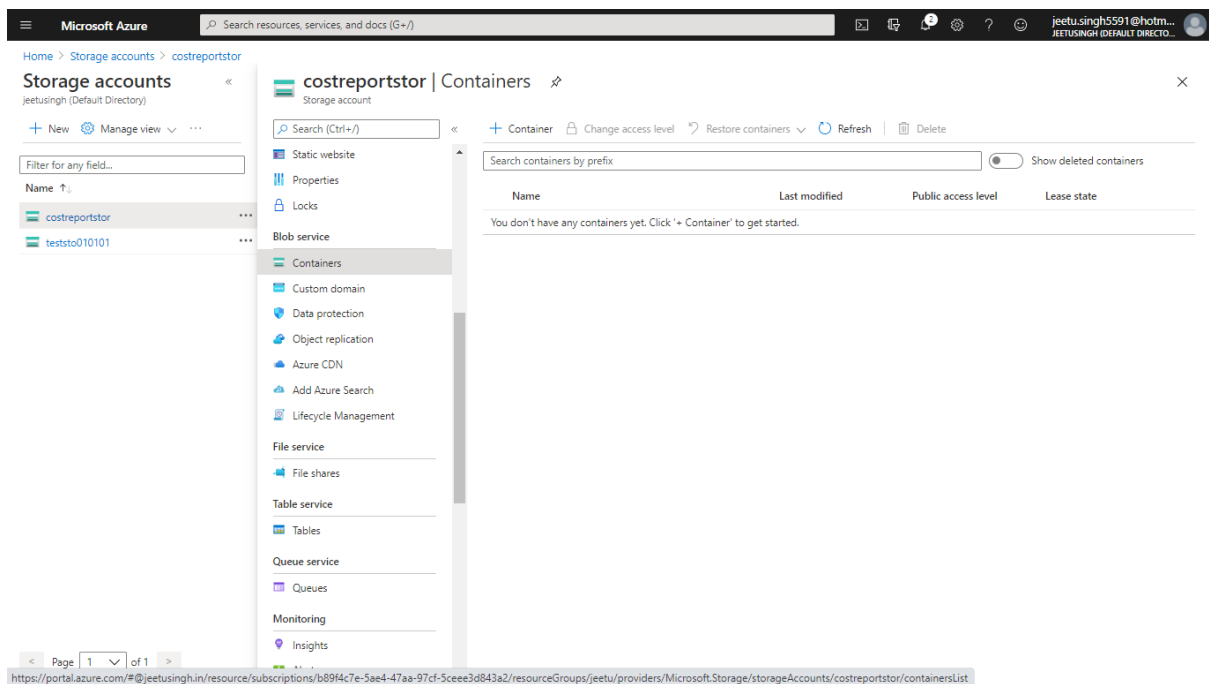 Microsoft Azure
Search resources, services, and docs (G+/)
2
jeetu.singh5591@hotm...
JEETUSINGH (DEFAULT DIRECTO...
Home > Storage accounts > costreportstor
Storage accounts
jeetusingh (Default Directory)
+ New
Manage view
Filter for any field...
Name
costreportstor
teststo010101
< Page 1 of 1 >
costreportstor | Containers
Storage account
Search (Ctrl+/)
Static website
Properties
Locks
Blob service
Containers
Custom domain
Data protection
Object replication
Azure CDN
Add Azure Search
Lifecycle Management
File service
File shares
Table service
Tables
Queue service
Queues
Monitoring
Insights
+ Container
Change access level
Restore containers
Refresh
Delete
Search containers by prefix
Show deleted containers
Name Last modified Public access level Lease state
You don't have any containers yet. Click '+ Container' to get started.
https://portal.azure.com/#@jeetusingh.in/resource/subscriptions/b89f4c7e-5ae4-47aa-97cf-5ceee3d843a2/resourceGroups/jeetu/providers/Microsoft.Storage/storageAccounts/costreportstor/containersList